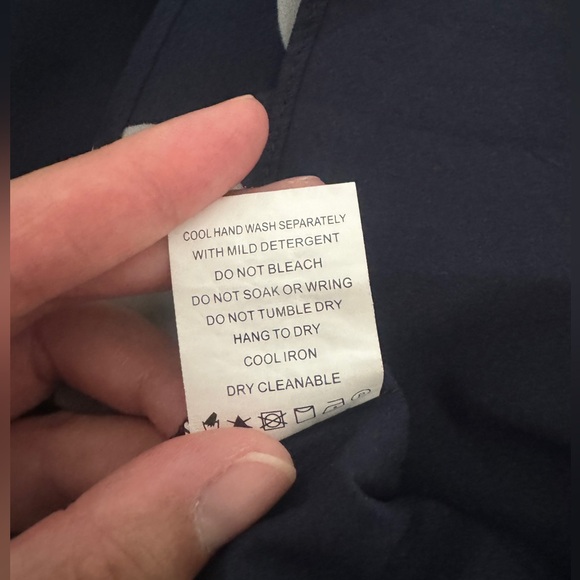 COOL HAND WASH SEPARATELY
WITH MILD DETERGENT
DO NOT BLEACH
DO NOT SOAK OR WRING
DO NOT TUMBLE DRY
HANG TO DRY
COOL IRON
DRY CLEANABLE